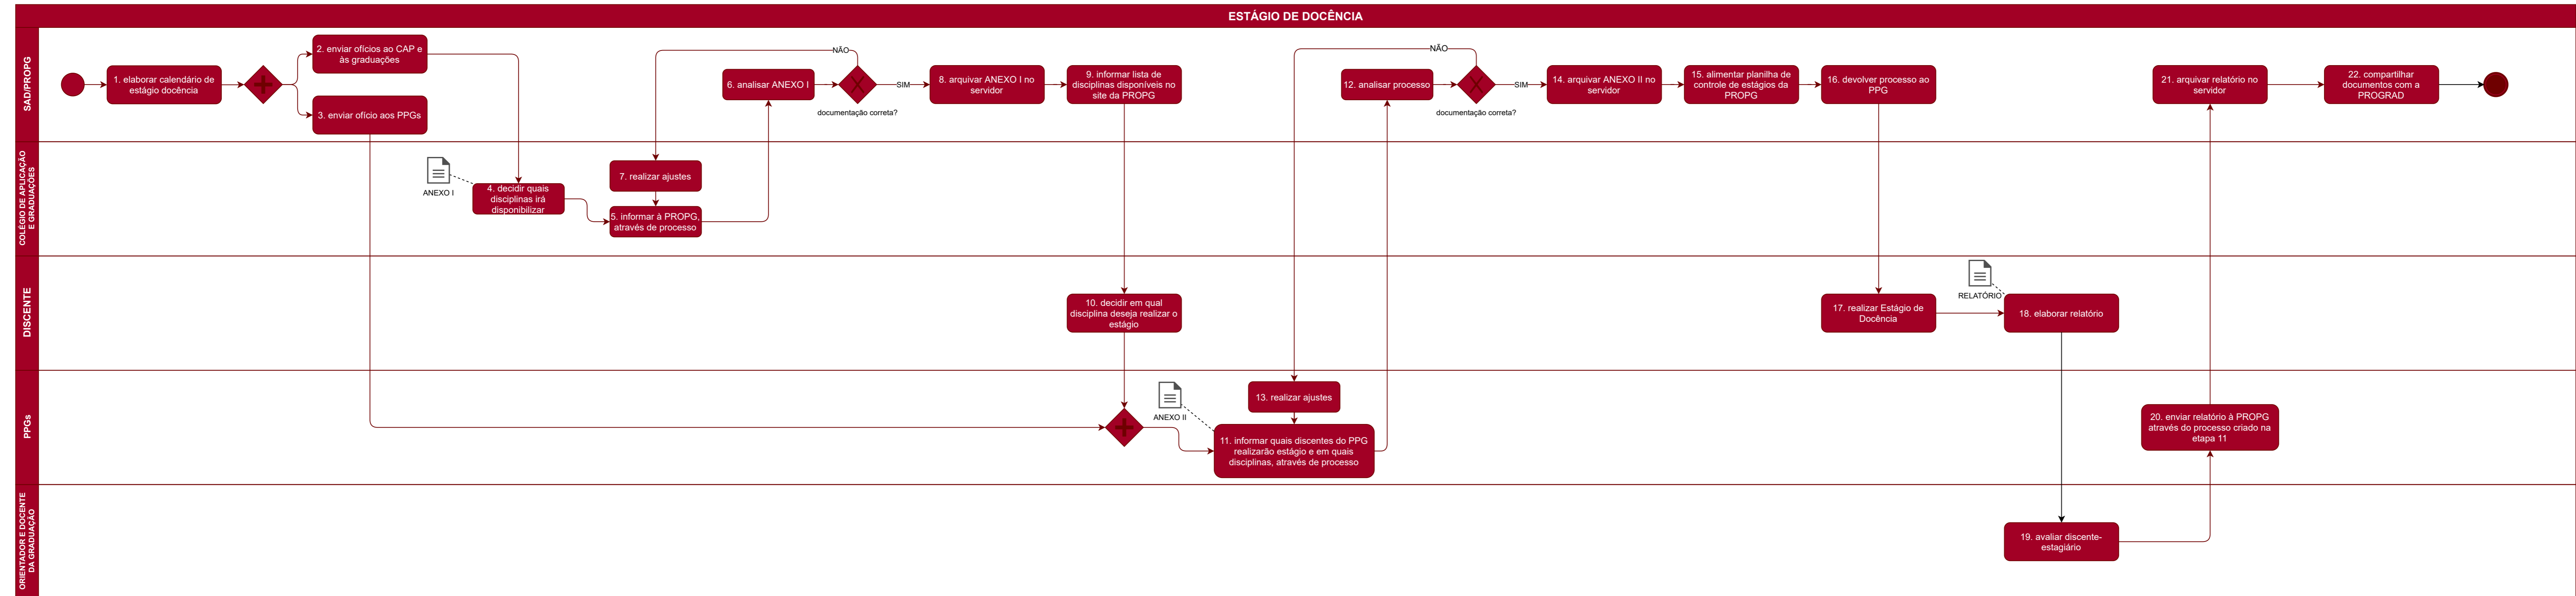 ESTÁGIO DE DOCÊNCIA
SAD/PROPG
1. elaborar calendário de
estágio docência
2. enviar ofícios ao CAP e
às graduações
3. enviar ofício aos PPGs
NÃO
6. analisar ANEXO I
documentação correta?
SIM
8. arquivar ANEXO I no
servidor
9. informar lista de
disciplinas disponíveis no
site da PROPG
NÃO
12. analisar processo
documentação correta?
SIM
14. arquivar ANEXO II no
servidor
15. alimentar planilha de
controle de estágios da
PROPG
16. devolver processo ao
PPG
21. arquivar relatório no
servidor
22. compartilhar
documentos com a
PROGRAD
COLÉGIO DE APLICAÇÃO
E GRADUAÇÕES
ANEXO I
4. decidir quais
disciplinas irá
disponibilizar
7. realizar ajustes
5. informar à PROPG,
através de processo
DISCENTE
10. decidir em qual
disciplina deseja realizar o
estágio
17. realizar Estágio de
Docência
RELATÓRIO
18. elaborar relatório
PPGs
ANEXO II
13. realizar ajustes
11. informar quais discentes do PPG
realizarão estágio e em quais
disciplinas, através de processo
20. enviar relatório à PROPG
através do processo criado na
etapa 11
ORIENTADOR E DOCENTE
DA GRADUAÇÃO
19. avaliar discente-
estagiário